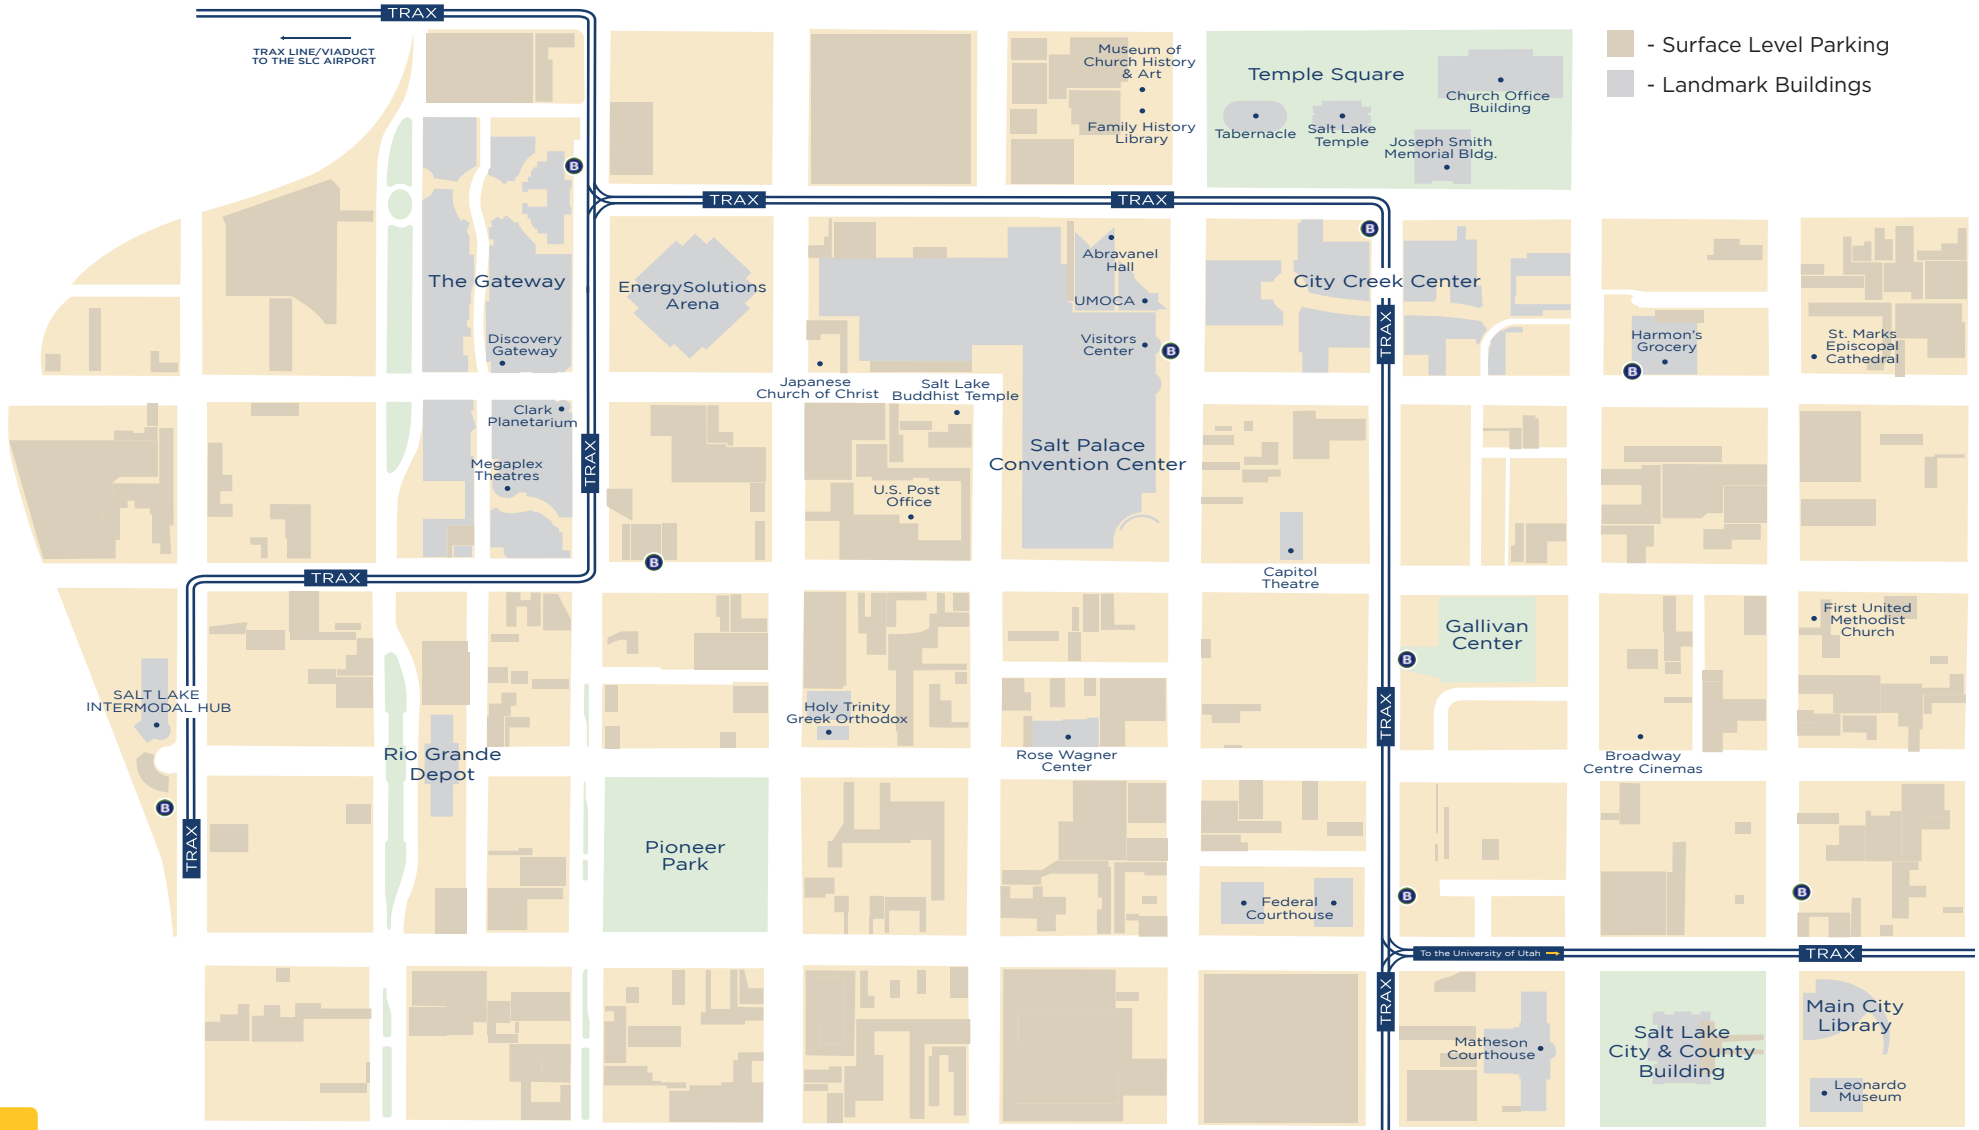 TRAX
TRAX LINE/VIADUCT
TO THE SLC AIRPORT
Museum of
Church History
& Art
Family History
Library
Temple Square
Church Office
Building
Tabernacle
Salt Lake
Temple
Joseph Smith
Memorial Bldg.
- Surface Level Parking
- Landmark Buildings
B
TRAX
TRAX
B
The Gateway
EnergySolutions
Arena
Abravanel
Hall
UMOCA
Visitors
Center
B
City Creek Center
TRAX
Harmon's
Grocery
B
St. Marks
Episcopal
Cathedral
Discovery
Gateway
Japanese
Church of Christ
Salt Lake
Buddhist Temple
Clark
Planetarium
Megaplex
Theatres
TRAX
U.S. Post
Office
Salt Palace
Convention Center
B
Capitol
Theatre
TRAX
Gallivan
Center
B
First United
Methodist
Church
SALT LAKE
INTERMODAL HUB
Rio Grande
Depot
Holy Trinity
Greek Orthodox
Rose Wagner
Center
TRAX
Broadway
Centre Cinemas
B
TRAX
Pioneer
Park
Federal
Courthouse
B
B
To the University of Utah
TRAX
TRAX
Matheson
Courthouse
Salt Lake
City & County
Building
Main City
Library
Leonardo
Museum